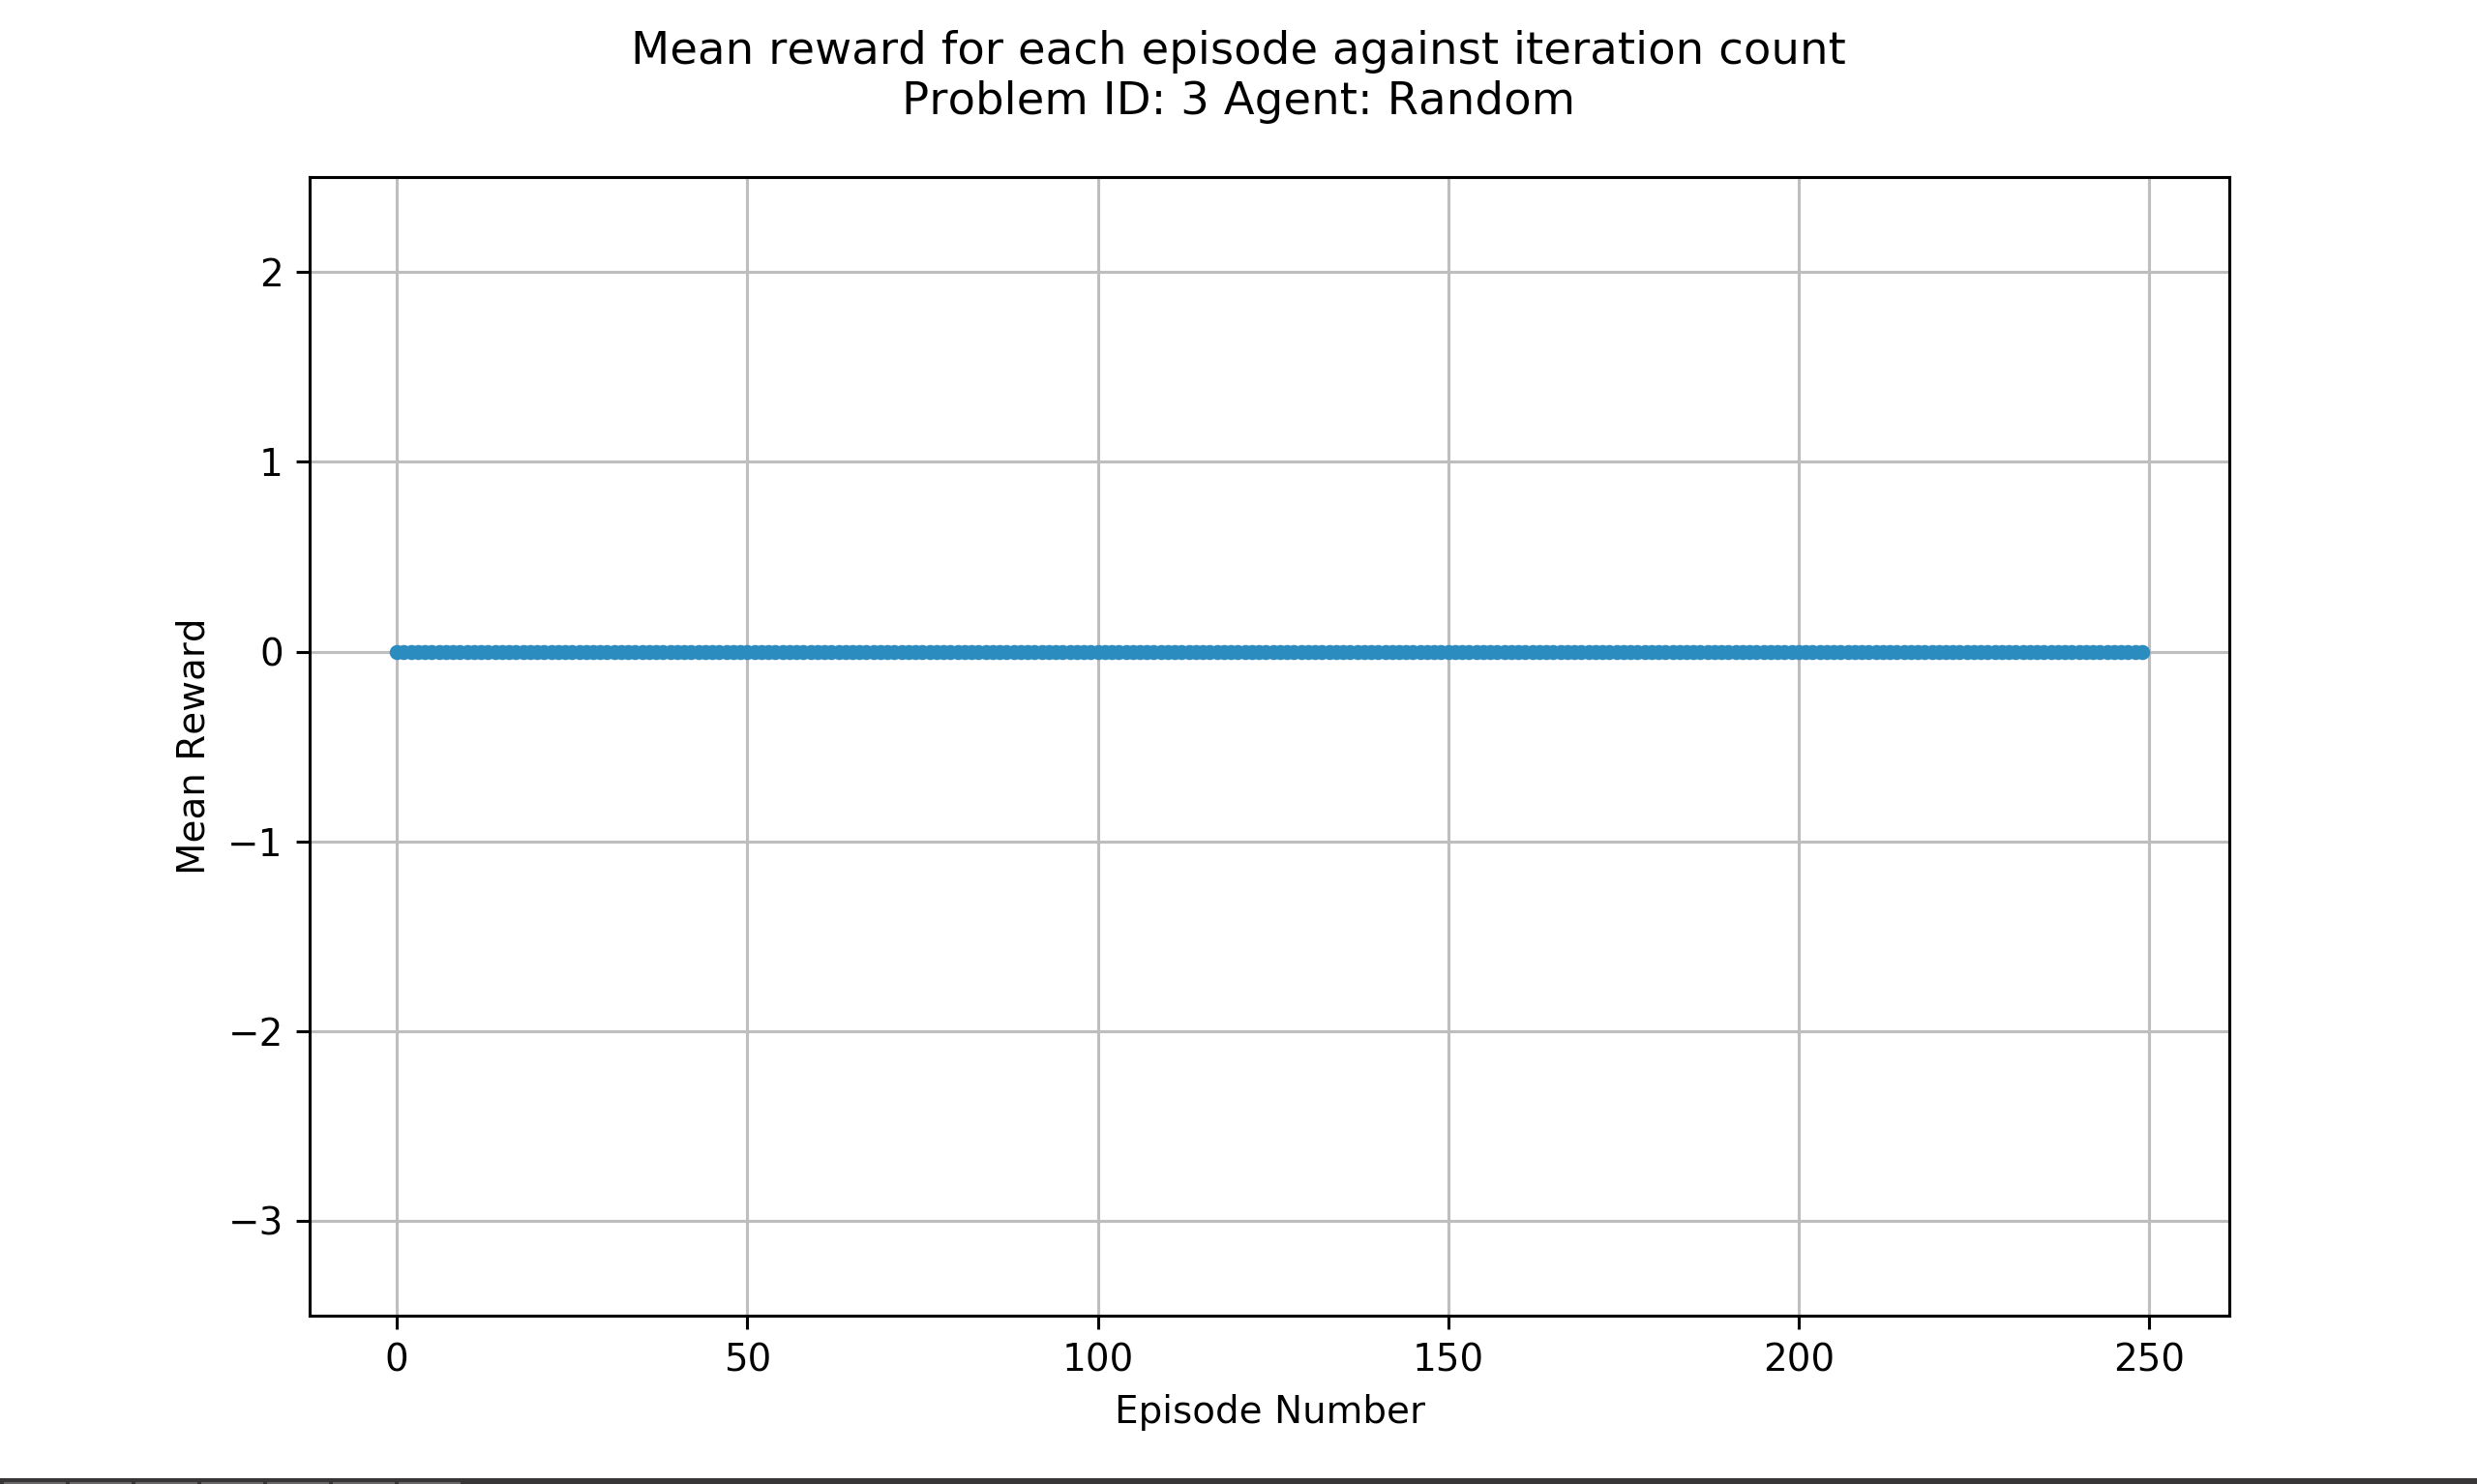 Mean reward for each episode against iteration count
Problem ID: 3 Agent: Random
2
1
0
−1
−2
−3
Mean Reward
0 50 100 150 200 250
Episode Number